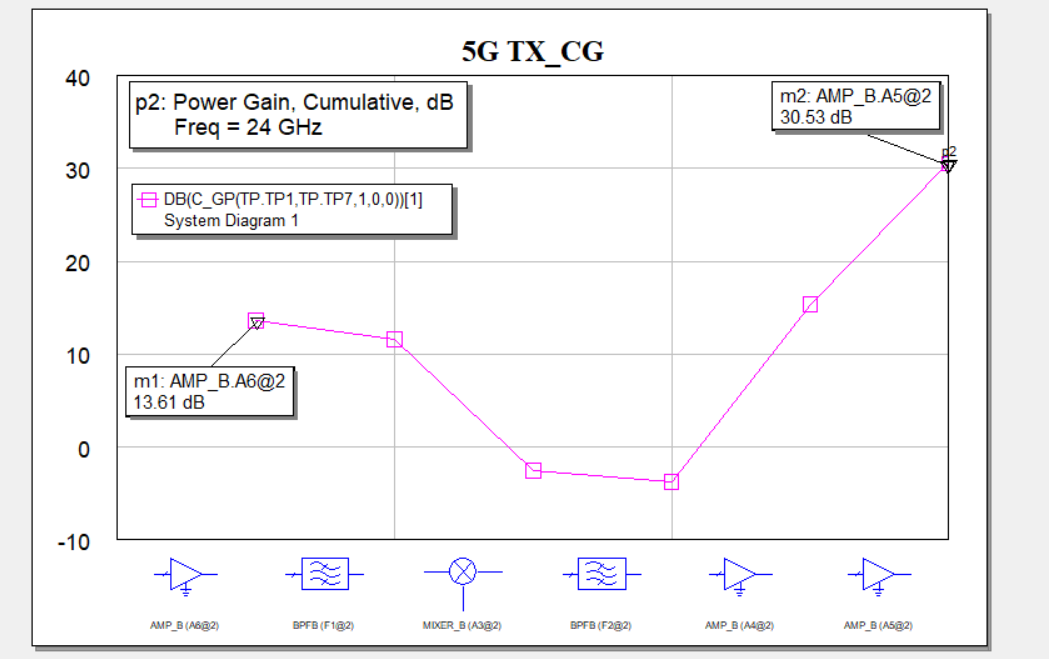 5G TX_CG
40
p2: Power Gain, Cumulative, dB
Freq = 24 GHz
m2: AMP_B.A5@2
30.53 dB
p2
30
DB(C_GP(TP.TP1,TP.TP7,1,0,0))[1]
System Diagram 1
20
10
m1: AMP_B.A6@2
13.61 dB
0
-10
AMP_B (A6@2)
BPFB (F1@2)
MIXER_B (A3@2)
BPFB (F2@2)
AMP_B (A4@2)
AMP_B (A5@2)